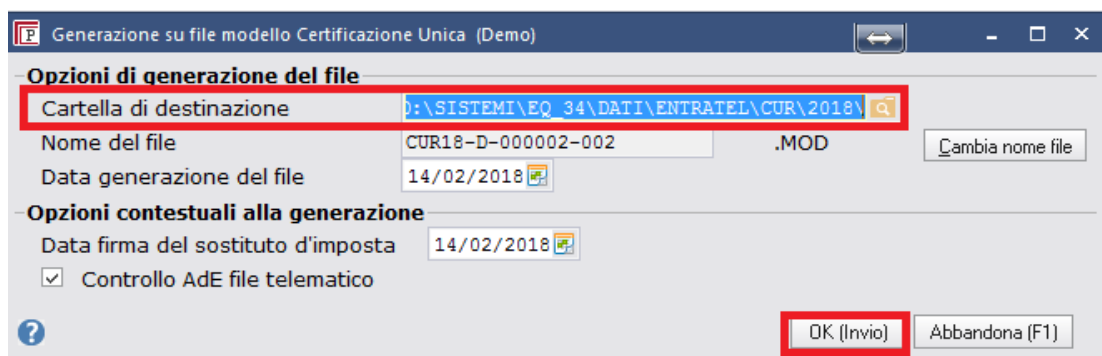 Generazione su file modello Certificazione Unica (Demo)
Opzioni di generazione del file
Cartella di destinazione D:\SISTEMI\EQ_34\DATI\ENTRATEL\CUR\2018\
Nome del file CUR18-D-000002-002 .MOD Cambia nome file
Data generazione del file 14/02/2018
Opzioni contestuali alla generazione
Data firma del sostituto d'imposta 14/02/2018
Controllo AdE file telematico
OK (Invio) Abbandona (F1)